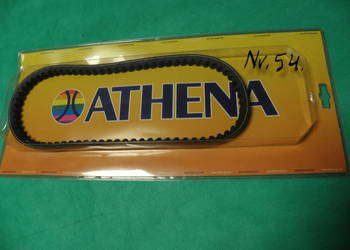 Nr. 54.
ATHENA